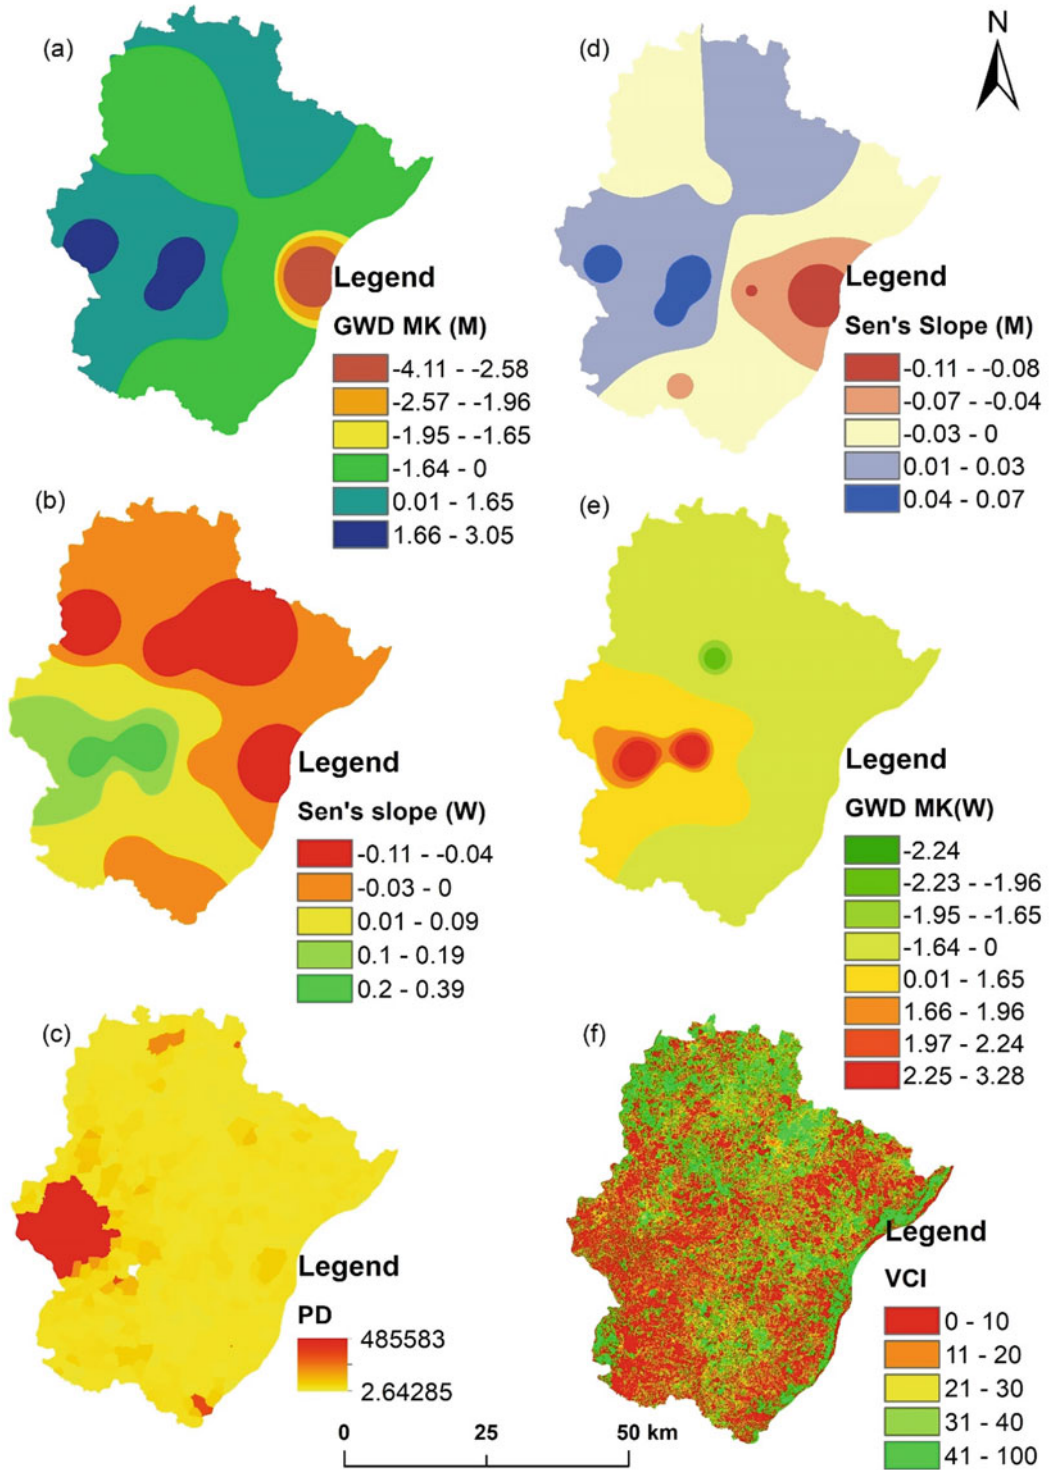 (a)
Legend
GWD MK (M)
-4.11 - -2.58
-2.57 - -1.96
-1.95 - -1.65
-1.64 - 0
0.01 - 1.65
1.66 - 3.05
(d)
N
Legend
Sen's Slope (M)
-0.11 - -0.08
-0.07 - -0.04
-0.03 - 0
0.01 - 0.03
0.04 - 0.07
(b)
Legend
Sen's slope (W)
-0.11 - -0.04
-0.03 - 0
0.01 - 0.09
0.1 - 0.19
0.2 - 0.39
(e)
Legend
GWD MK(W)
-2.24
-2.23 - -1.96
-1.95 - -1.65
-1.64 - 0
0.01 - 1.65
1.66 - 1.96
1.97 - 2.24
2.25 - 3.28
(c)
Legend
PD
485583
2.64285
(f)
Legend
VCI
0 - 10
11 - 20
21 - 30
31 - 40
41 - 100
0 25 50 km